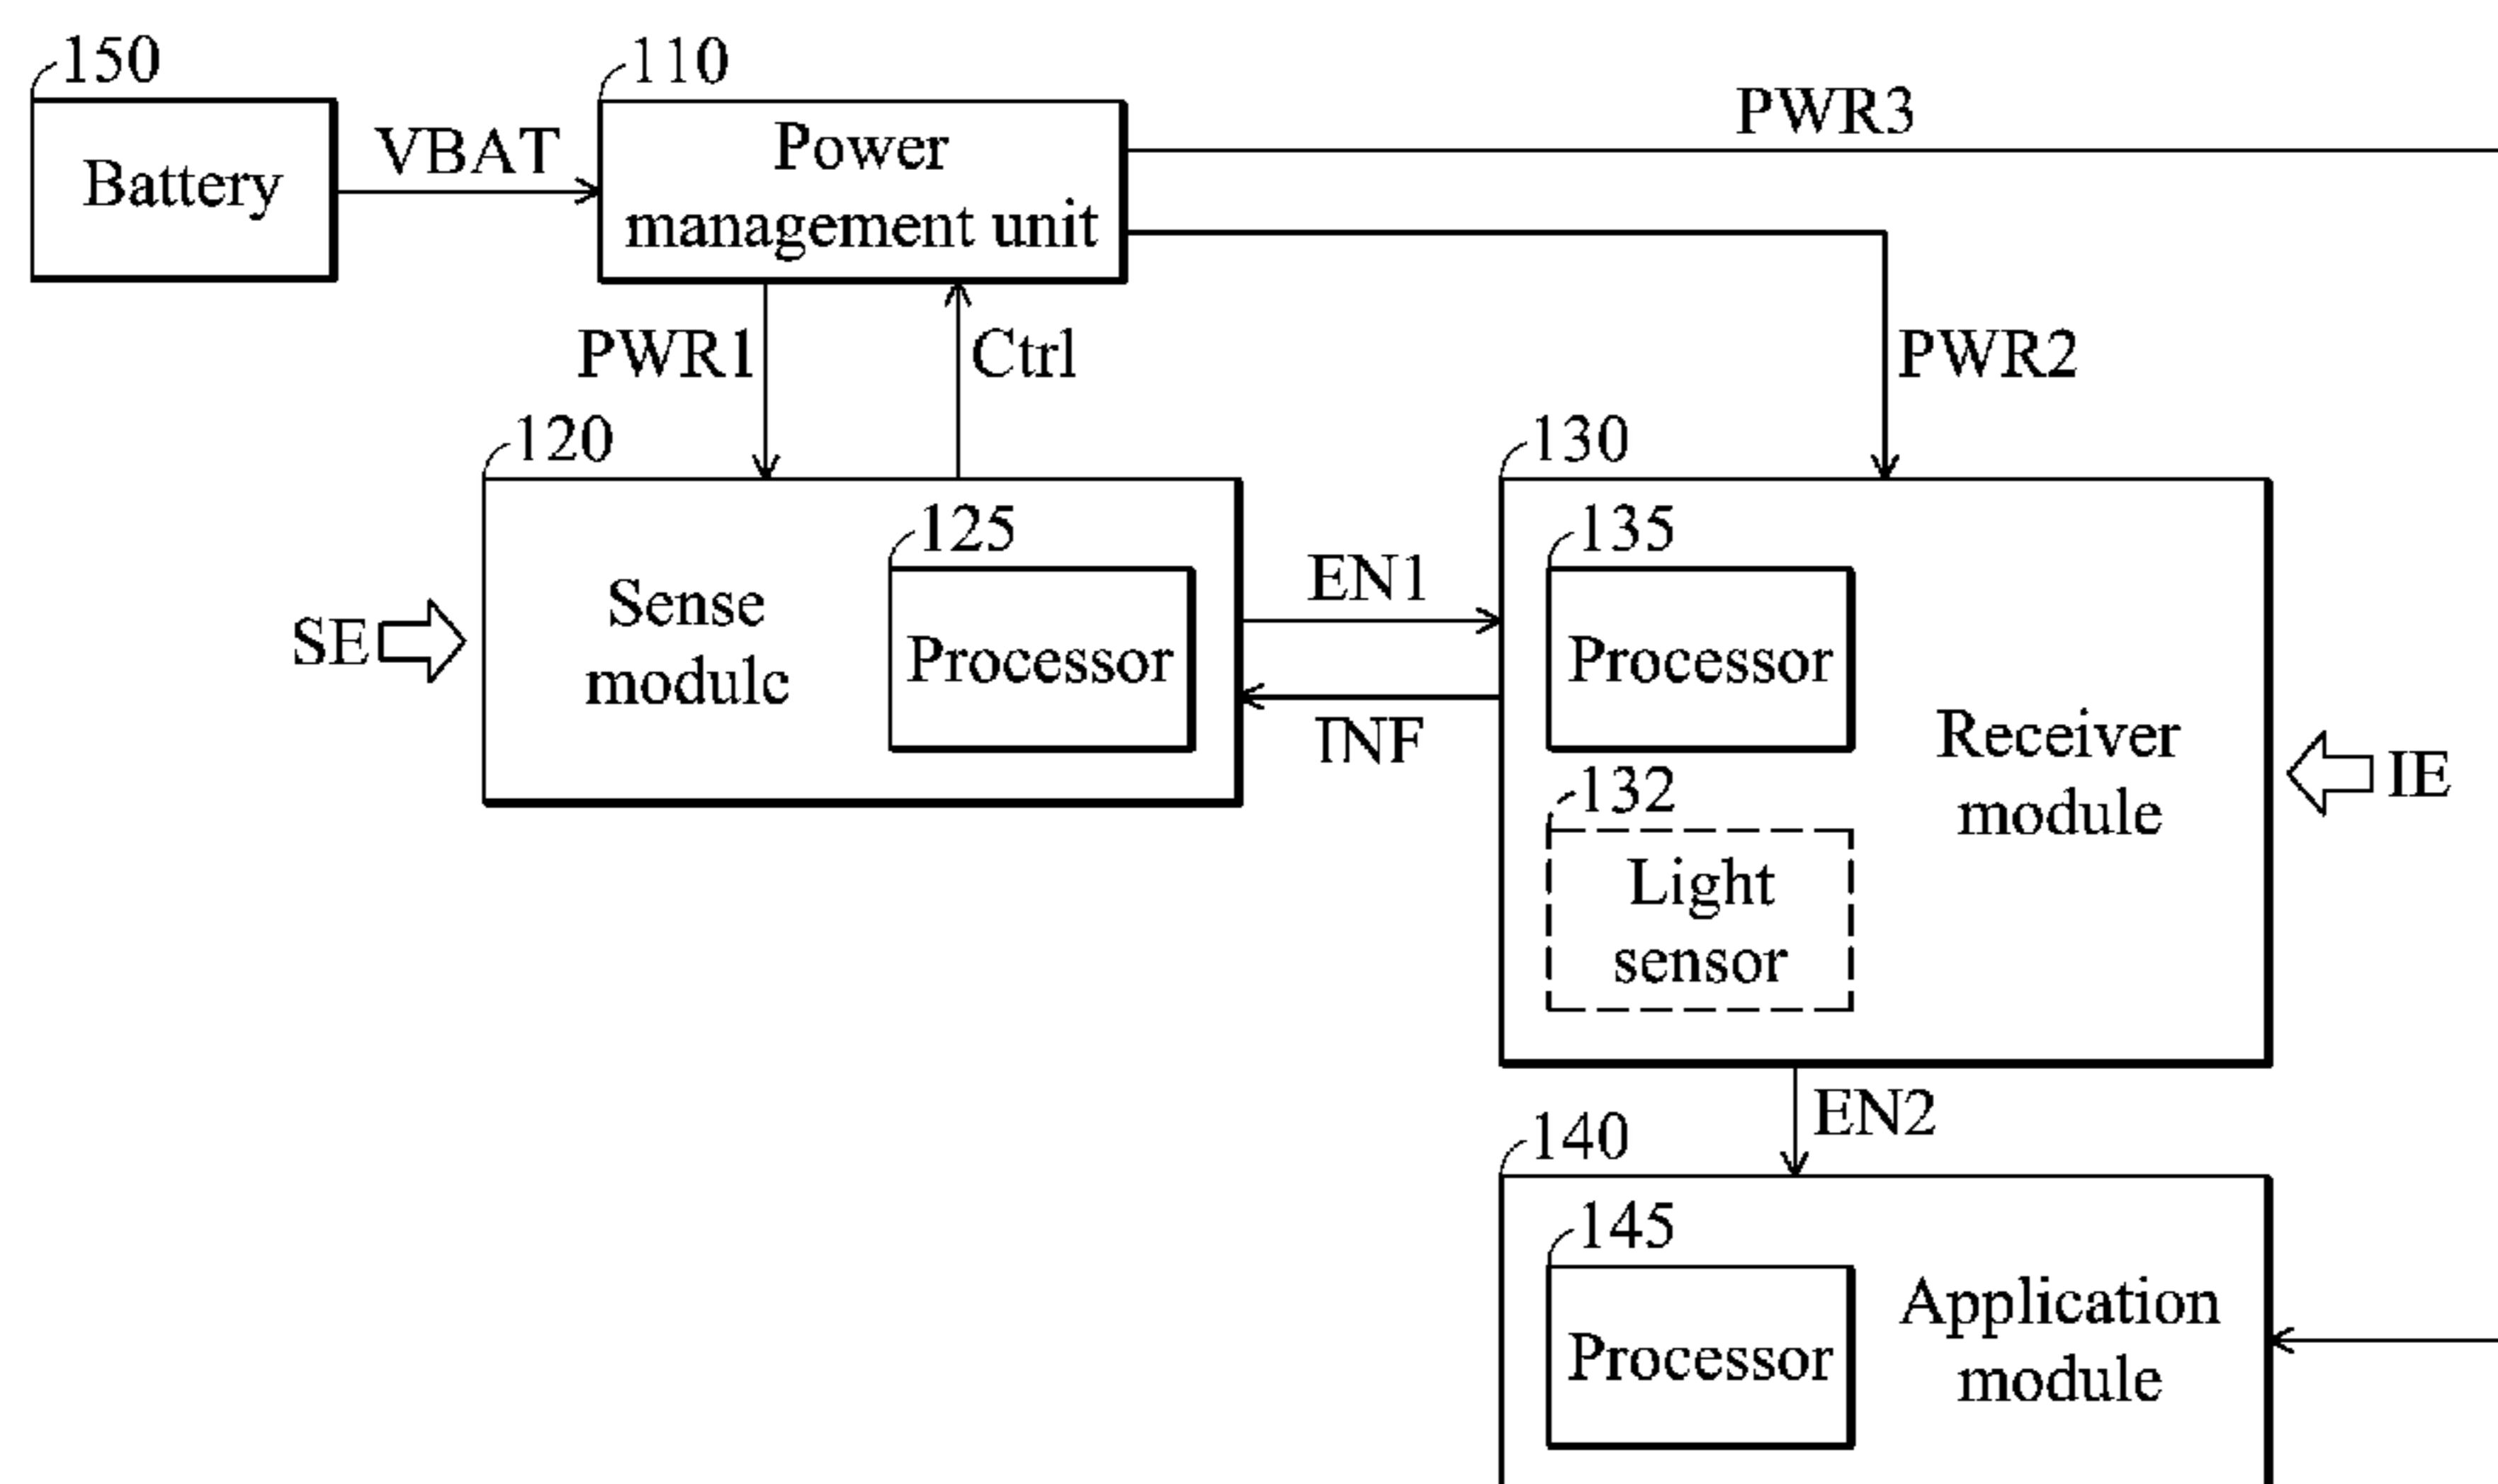 150
Battery
VBAT
110
Power
management unit
PWR3
PWR1
Ctrl
PWR2
120
Sense
module
125
Processor
SE
EN1
INF
130
135
Processor
132
Light
sensor
Receiver
module
IE
EN2
140
145
Processor
Application
module